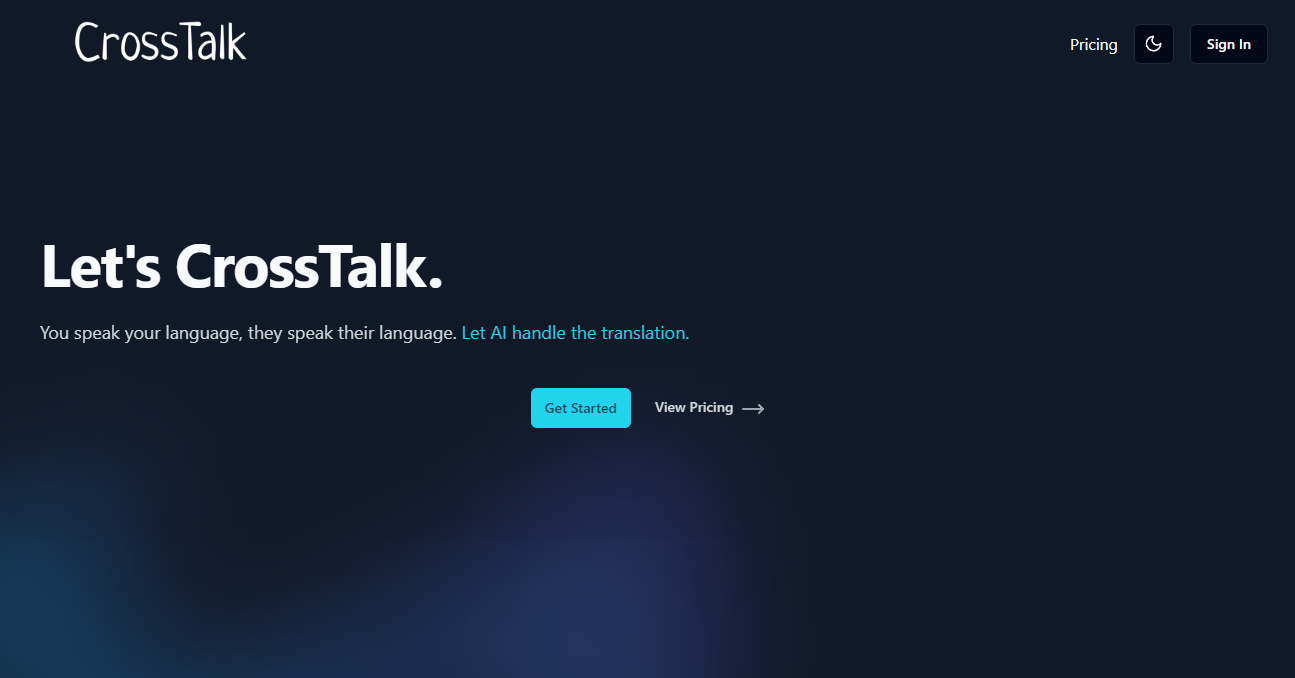 CrossTalk
Pricing
Sign In
Let's CrossTalk.
You speak your language, they speak their language. Let AI handle the translation.
Get Started
View Pricing